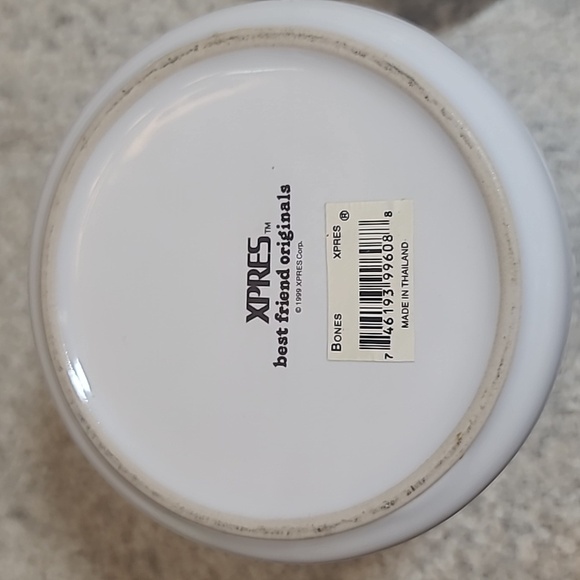 XPRES™
best friend originals
© 1999 XPRES Corp.
BONES XPRES ®
7 46193 99608 8
MADE IN THAILAND